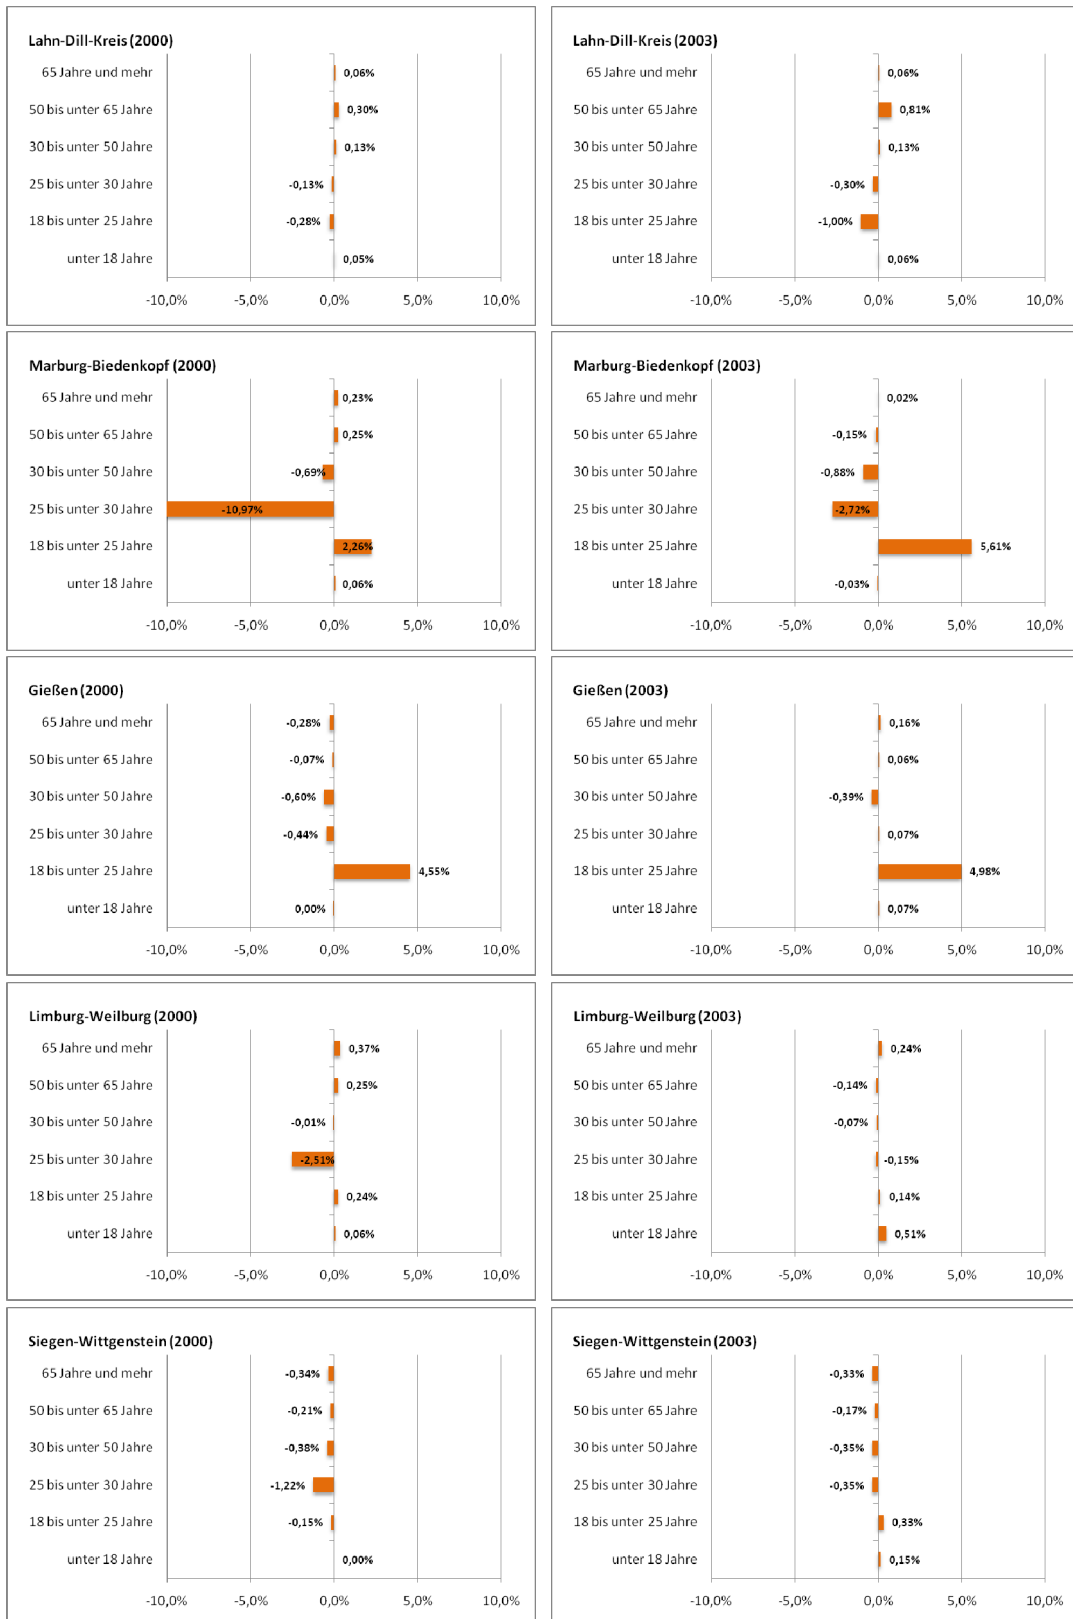 Lahn-Dill-Kreis (2000)
65 Jahre und mehr 0,06%
50 bis unter 65 Jahre 0,30%
30 bis unter 50 Jahre 0,13%
25 bis unter 30 Jahre -0,13%
18 bis unter 25 Jahre -0,28%
unter 18 Jahre 0,05%
-10,0% -5,0% 0,0% 5,0% 10,0%
Lahn-Dill-Kreis (2003)
65 Jahre und mehr 0,06%
50 bis unter 65 Jahre 0,81%
30 bis unter 50 Jahre 0,13%
25 bis unter 30 Jahre -0,30%
18 bis unter 25 Jahre -1,00%
unter 18 Jahre 0,06%
-10,0% -5,0% 0,0% 5,0% 10,0%
Marburg-Biedenkopf (2000)
65 Jahre und mehr 0,23%
50 bis unter 65 Jahre 0,25%
30 bis unter 50 Jahre -0,69%
25 bis unter 30 Jahre -10,97%
18 bis unter 25 Jahre 2,26%
unter 18 Jahre 0,06%
-10,0% -5,0% 0,0% 5,0% 10,0%
Marburg-Biedenkopf (2003)
65 Jahre und mehr 0,02%
50 bis unter 65 Jahre -0,15%
30 bis unter 50 Jahre -0,88%
25 bis unter 30 Jahre -2,72%
18 bis unter 25 Jahre 5,61%
unter 18 Jahre -0,03%
-10,0% -5,0% 0,0% 5,0% 10,0%
Gießen (2000)
65 Jahre und mehr -0,28%
50 bis unter 65 Jahre -0,07%
30 bis unter 50 Jahre -0,60%
25 bis unter 30 Jahre -0,44%
18 bis unter 25 Jahre 4,55%
unter 18 Jahre 0,00%
-10,0% -5,0% 0,0% 5,0% 10,0%
Gießen (2003)
65 Jahre und mehr 0,16%
50 bis unter 65 Jahre 0,06%
30 bis unter 50 Jahre -0,39%
25 bis unter 30 Jahre 0,07%
18 bis unter 25 Jahre 4,98%
unter 18 Jahre 0,07%
-10,0% -5,0% 0,0% 5,0% 10,0%
Limburg-Weilburg (2000)
65 Jahre und mehr 0,37%
50 bis unter 65 Jahre 0,25%
30 bis unter 50 Jahre -0,01%
25 bis unter 30 Jahre -2,51%
18 bis unter 25 Jahre 0,24%
unter 18 Jahre 0,06%
-10,0% -5,0% 0,0% 5,0% 10,0%
Limburg-Weilburg (2003)
65 Jahre und mehr 0,24%
50 bis unter 65 Jahre -0,14%
30 bis unter 50 Jahre -0,07%
25 bis unter 30 Jahre -0,15%
18 bis unter 25 Jahre 0,14%
unter 18 Jahre 0,51%
-10,0% -5,0% 0,0% 5,0% 10,0%
Siegen-Wittgenstein (2000)
65 Jahre und mehr -0,34%
50 bis unter 65 Jahre -0,21%
30 bis unter 50 Jahre -0,38%
25 bis unter 30 Jahre -1,22%
18 bis unter 25 Jahre -0,15%
unter 18 Jahre 0,00%
-10,0% -5,0% 0,0% 5,0% 10,0%
Siegen-Wittgenstein (2003)
65 Jahre und mehr -0,33%
50 bis unter 65 Jahre -0,17%
30 bis unter 50 Jahre -0,35%
25 bis unter 30 Jahre -0,35%
18 bis unter 25 Jahre 0,33%
unter 18 Jahre 0,15%
-10,0% -5,0% 0,0% 5,0% 10,0%